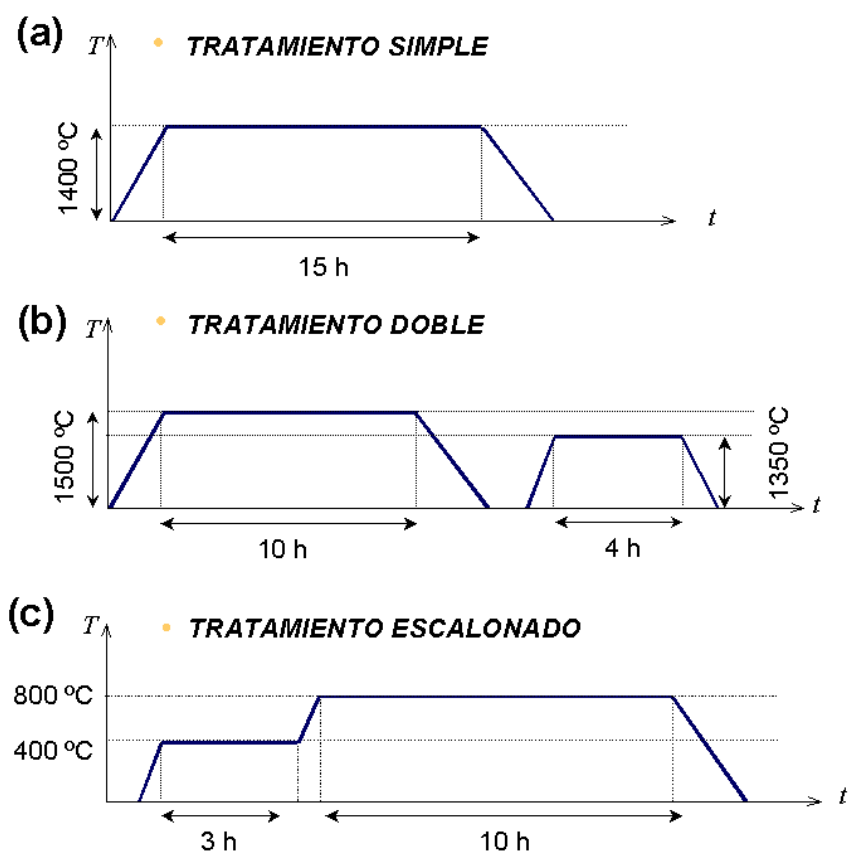 (a)
T
• TRATAMIENTO SIMPLE
1400 ºC
t
15 h
(b)
T
• TRATAMIENTO DOBLE
1500 ºC
1350 ºC
t
10 h
4 h
(c)
T
• TRATAMIENTO ESCALONADO
800 ºC
400 ºC
t
3 h
10 h